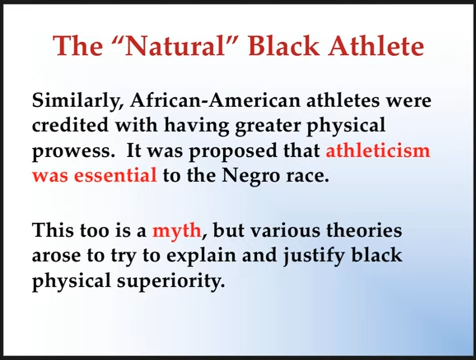 The “Natural” Black Athlete
Similarly, African-American athletes were
credited with having greater physical
prowess.  It was proposed that athleticism
was essential to the Negro race.
This too is a myth, but various theories
arose to try to explain and justify black
physical superiority.